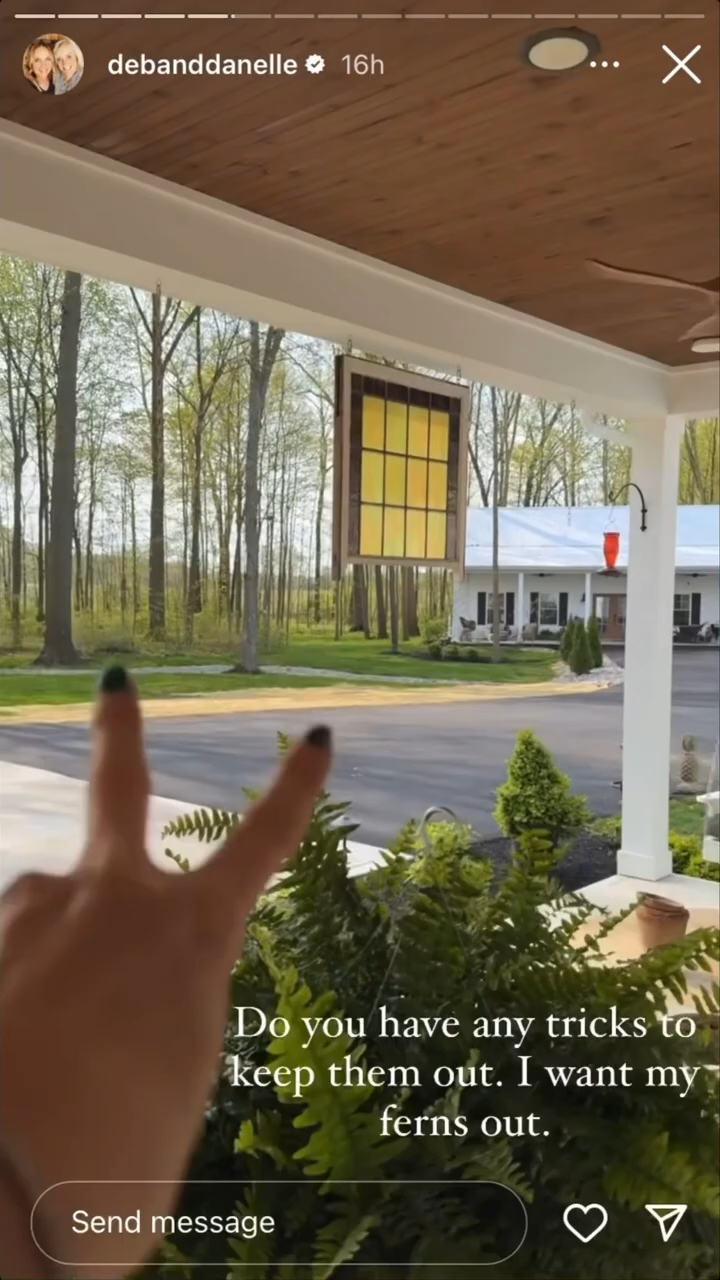 debanddanelle 16h
Do you have any tricks to
keep them out. I want my
ferns out.
Send message